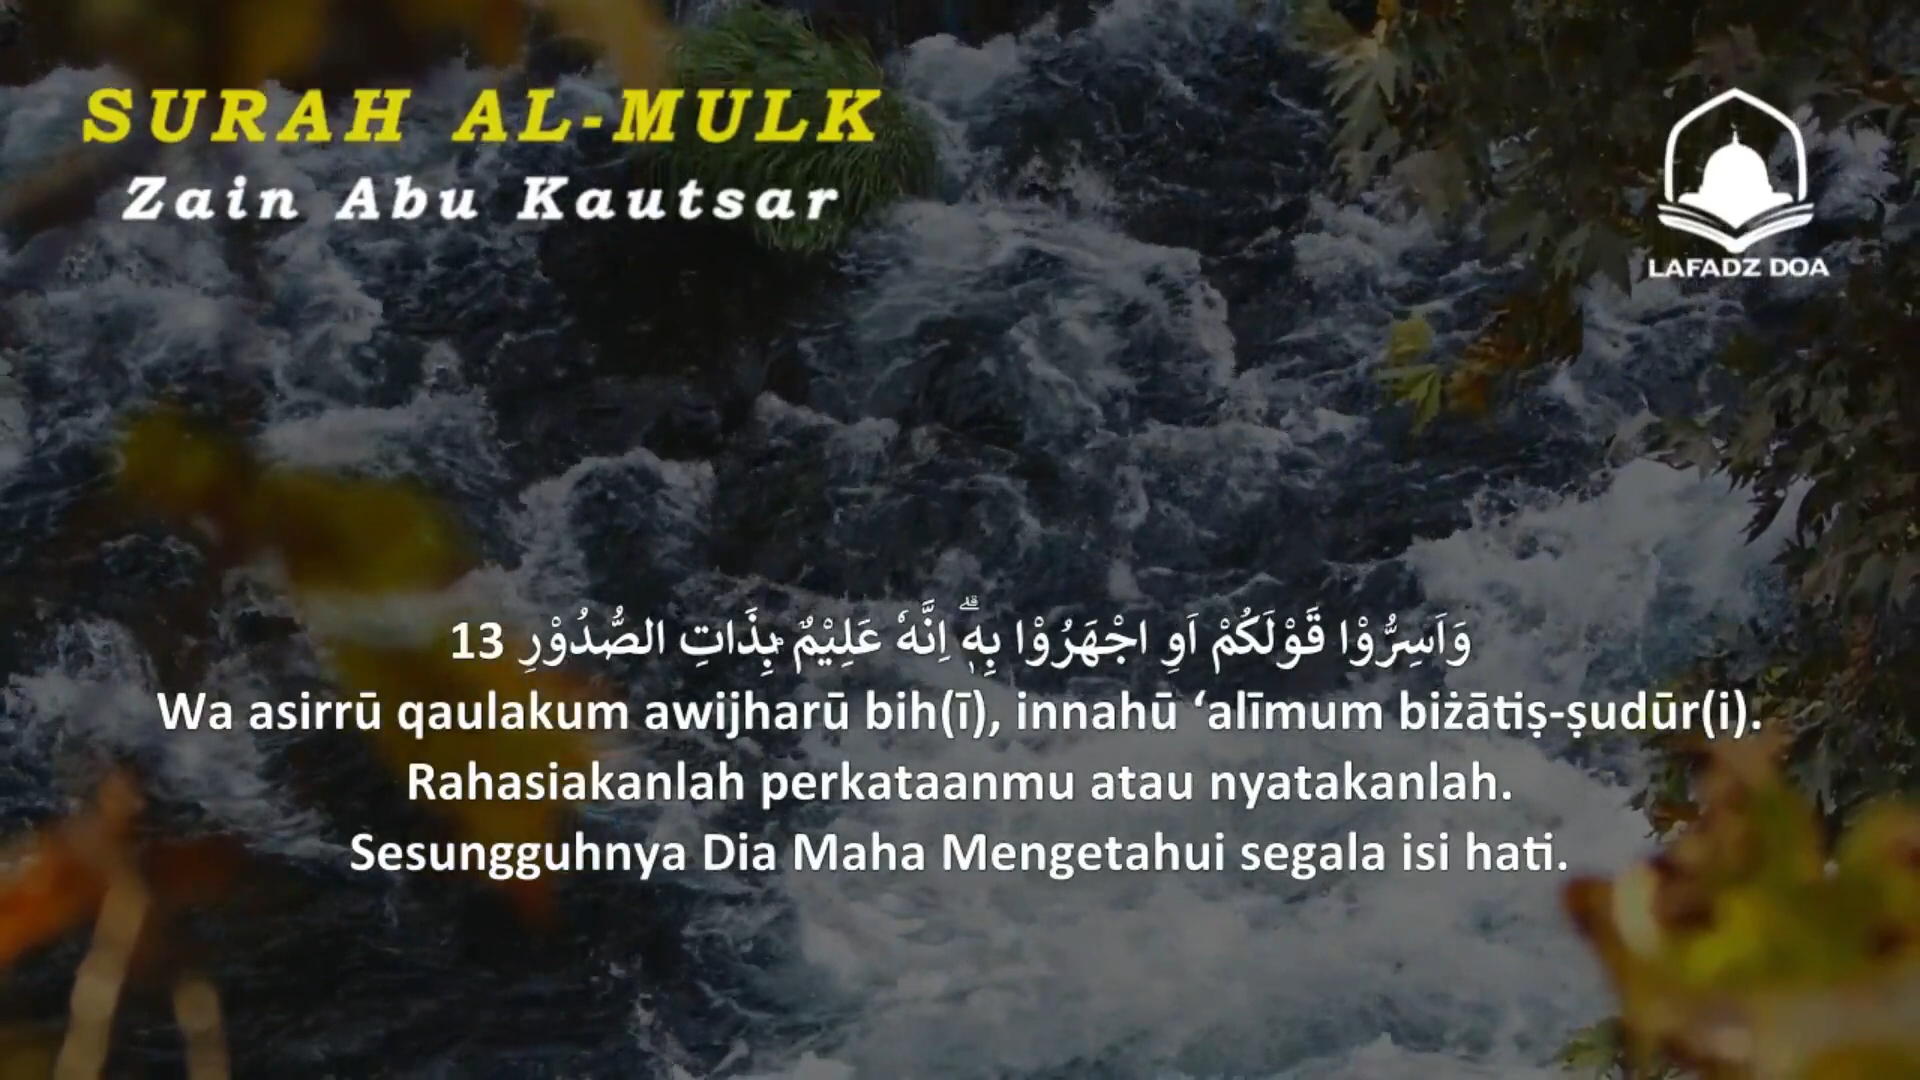 SURAH AL-MULK
Zain Abu Kautsar
LAFADZ DOA
وَاَسِرُّوْا قَوْلَكُمْ اَوِ اجْهَرُوْا بِهٖۗ اِنَّهٗ عَلِيْمٌ ۢبِذَاتِ الصُّدُوْرِ 13
Wa asirrū qaulakum awijharū bih(ī), innahū ‘alīmum biżātiṣ-ṣudūr(i).
Rahasiakanlah perkataanmu atau nyatakanlah.
Sesungguhnya Dia Maha Mengetahui segala isi hati.